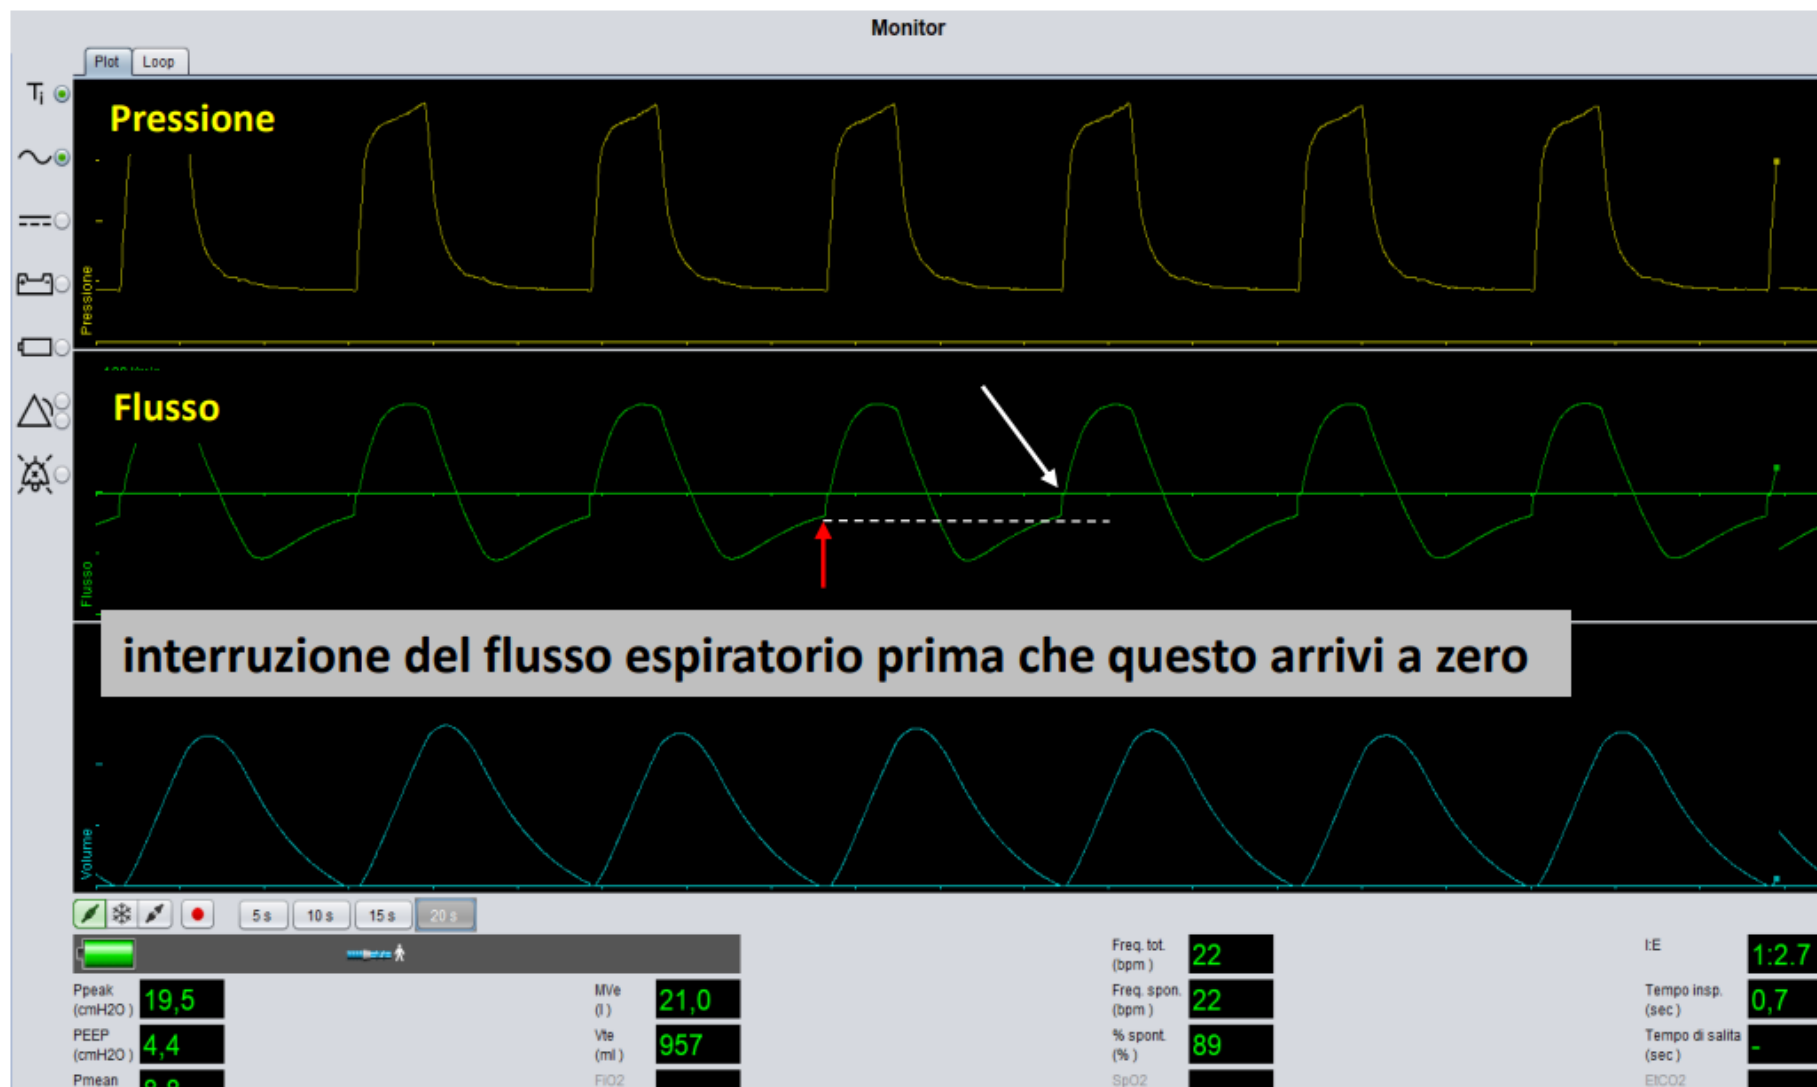 Monitor
Plot
Loop
Ti
Pressione
Pressione
Flusso
Flusso
interruzione del flusso espiratorio prima che questo arrivi a zero
Volume
5 s
10 s
15 s
20 s
Freq. tot.
(bpm )
22
I:E
1:2.7
Ppeak
(cmH2O )
19,5
MVe
(l )
21,0
Freq. spon.
(bpm )
22
Tempo insp.
(sec )
0,7
PEEP
(cmH2O )
4,4
Vte
(ml )
957
% spont.
(% )
89
Tempo di salita
(sec )
-
Pmean
FiO2
SpO2
EtCO2